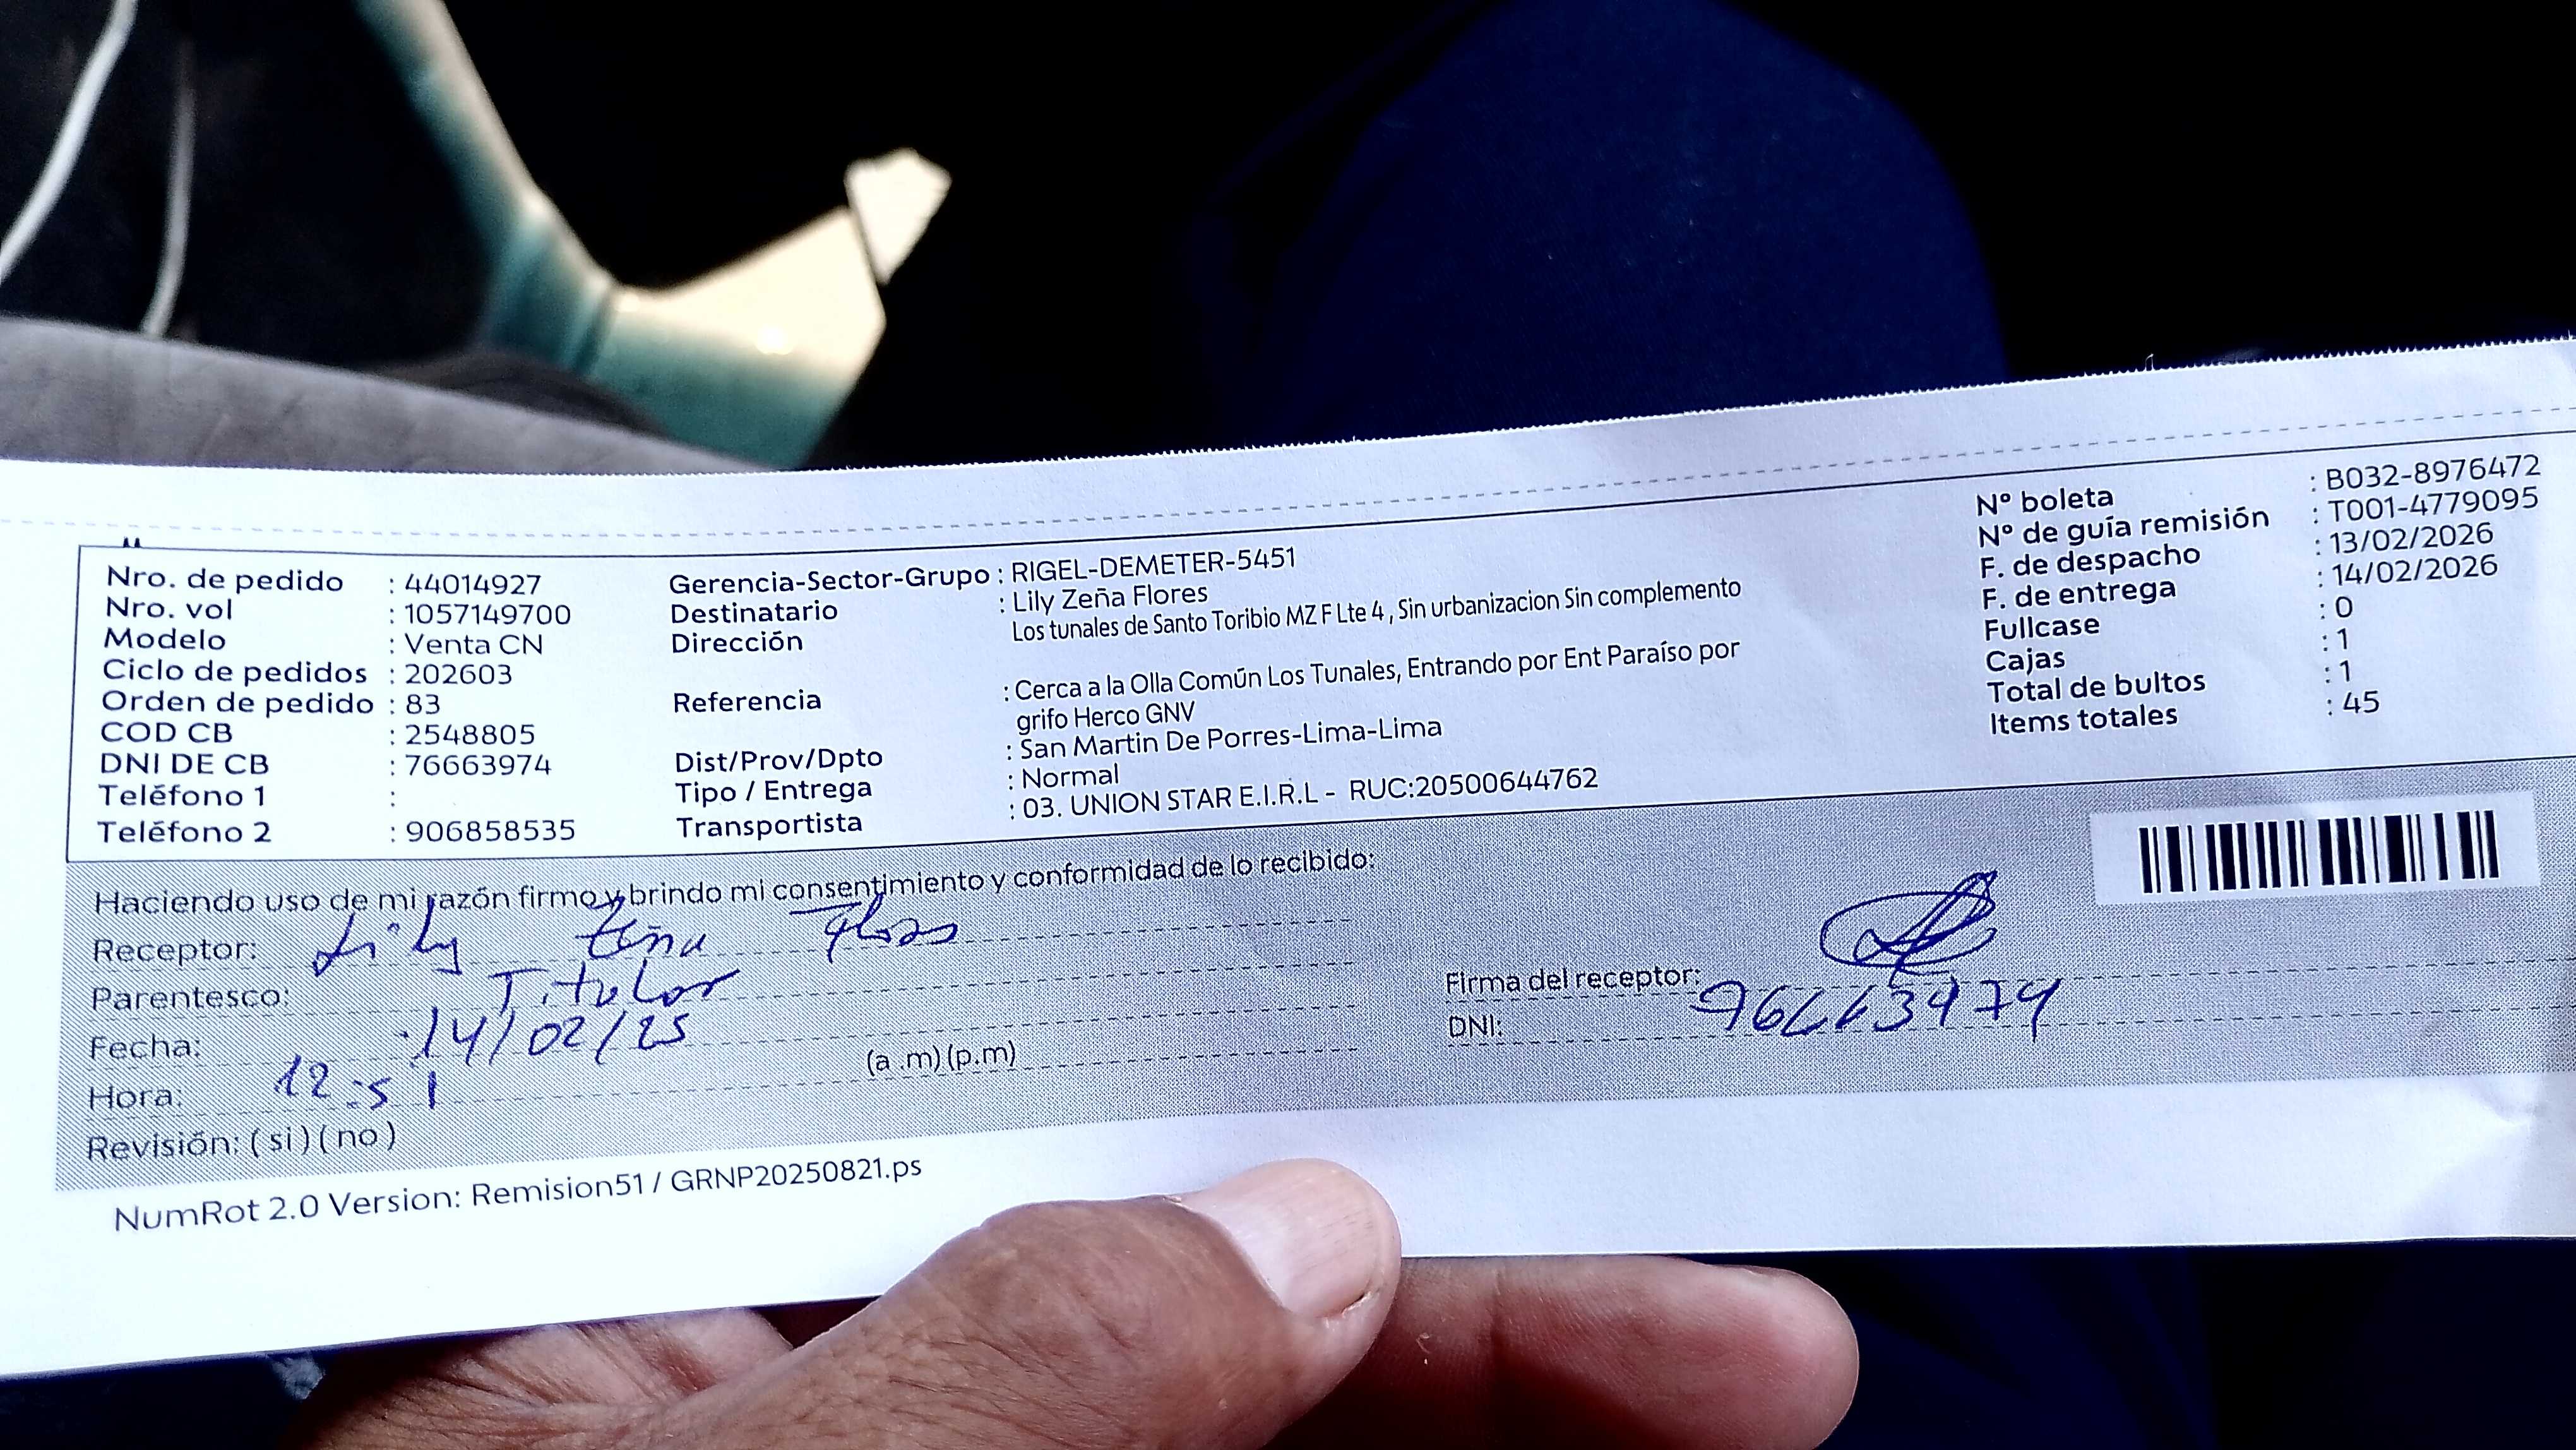 Nro. de pedido : 44014927
Nro. vol : 1057149700
Modelo : Venta CN
Ciclo de pedidos : 202603
Orden de pedido : 83
COD CB : 2548805
DNI DE CB : 76663974
Teléfono 1 :
Teléfono 2 : 906858535
Gerencia-Sector-Grupo : RIGEL-DEMETER-5451
Destinatario : Lily Zeña Flores
Dirección Los tunales de Santo Toribio MZ F Lte 4 , Sin urbanizacion Sin complemento
Referencia : Cerca a la Olla Común Los Tunales, Entrando por Ent Paraíso por
grifo Herco GNV
Dist/Prov/Dpto : San Martin De Porres-Lima-Lima
Tipo / Entrega : Normal
Transportista : 03. UNION STAR E.I.R.L - RUC:20500644762
Nº boleta : B032-8976472
Nº de guía remisión : T001-4779095
F. de despacho : 13/02/2026
F. de entrega : 14/02/2026
Fullcase : 0
Cajas : 1
Total de bultos : 1
Items totales : 45
Haciendo uso de mi razón firmo y brindo mi consentimiento y conformidad de lo recibido:
Receptor: Lily Zeña
Parentesco: Titular
Fecha: 14/02/25
Hora: 12:51 (a .m) (p.m)
Revisión: ( si ) ( no )
Firma del receptor:
DNI:
NumRot 2.0 Version: Remision51 / GRNP20250821.ps